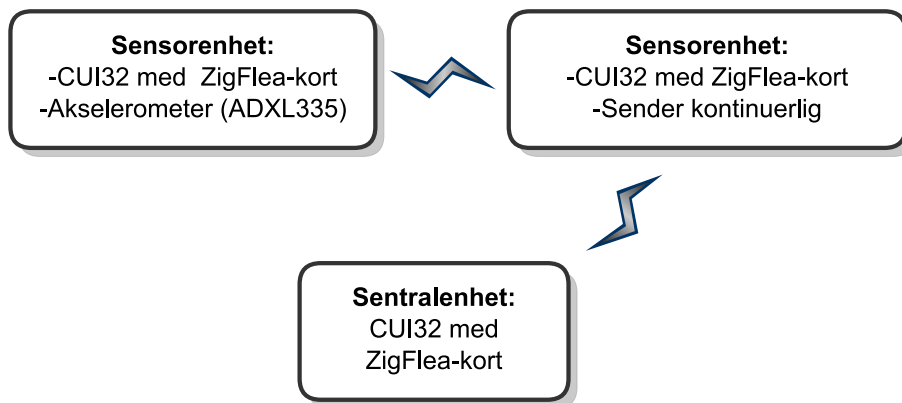 Sensorenhet:
-CUI32 med  ZigFlea-kort
-Akselerometer (ADXL335)
Sensorenhet:
-CUI32 med ZigFlea-kort
-Sender kontinuerlig
Sentralenhet:
CUI32 med
ZigFlea-kort